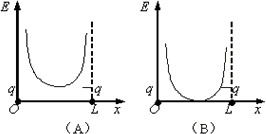 E E
q q q q
O L x O L x
(A) (B)